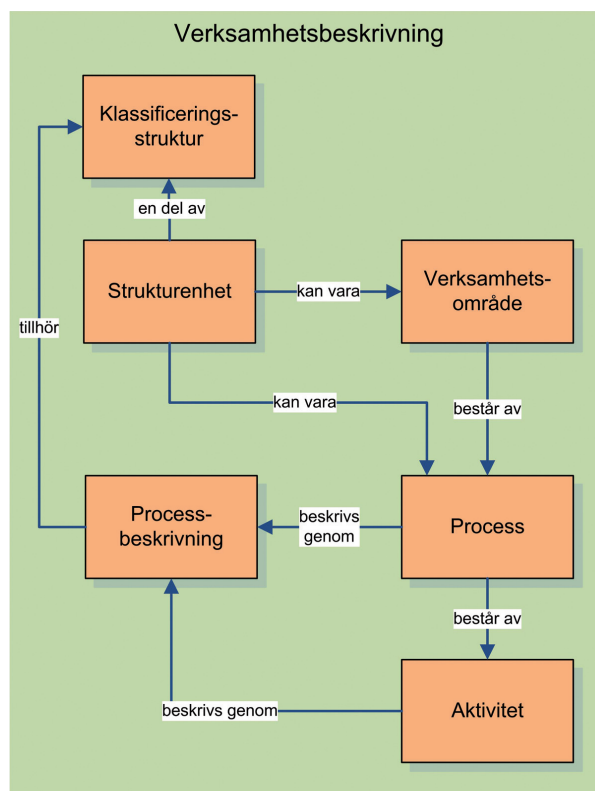 Verksamhetsbeskrivning
Klassificerings-
struktur
en del av
Strukturenhet
kan vara
Verksamhets-
område
tillhör
kan vara
består av
Process-
beskrivning
beskrivs
genom
Process
består av
beskrivs genom
Aktivitet